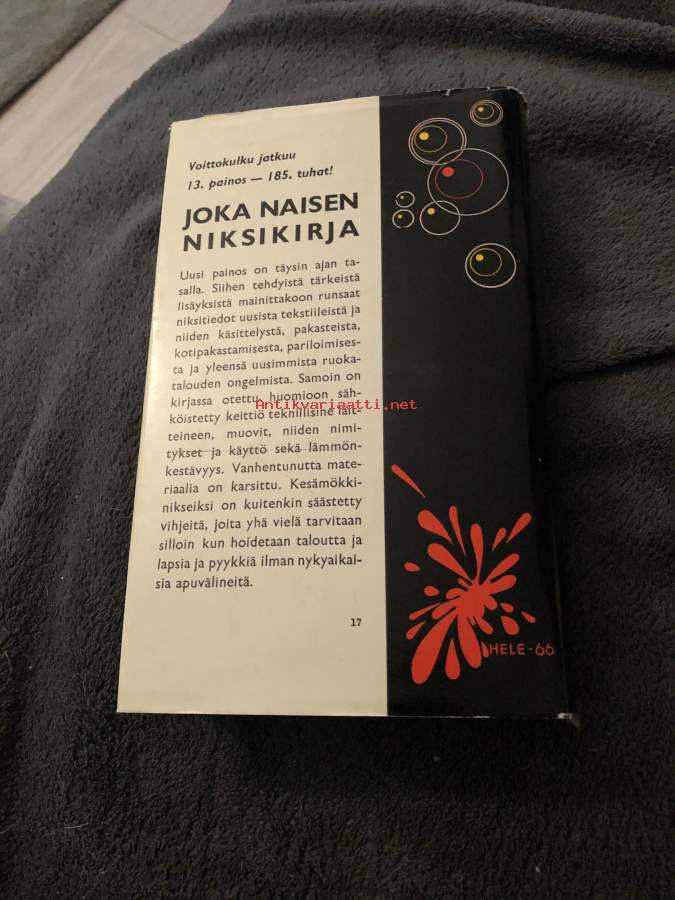 Voittokulku jatkuu
13. painos — 185. tuhat!
JOKA NAISEN
NIKSIKIRJA
Uusi painos on täysin ajan ta-
salla. Siihen tehdyistä tärkeistä
lisäyksistä mainittakoon runsaat
niksitiedot uusista tekstiileistä ja
niiden käsittelystä, pakasteista,
kotipakastamisesta, pariloimises-
ta ja yleensä uusimmista ruoka-
talouden ongelmista. Samoin on
kirjassa otettu huomioon säh-
köistetty keittiö teknillisine lait-
teineen, muovit, niiden nimi-
tykset ja käyttö sekä lämmön-
kestävyys. Vanhentunutta mate-
riaalia on karsittu. Kesämökki-
nikseiksi on kuitenkin säästetty
vihjeitä, joita yhä vielä tarvitaan
silloin kun hoidetaan taloutta ja
lapsia ja pyykkiä ilman nykyaikai-
sia apuvälineitä.
17
HELE-66
Antikvariaatti.net